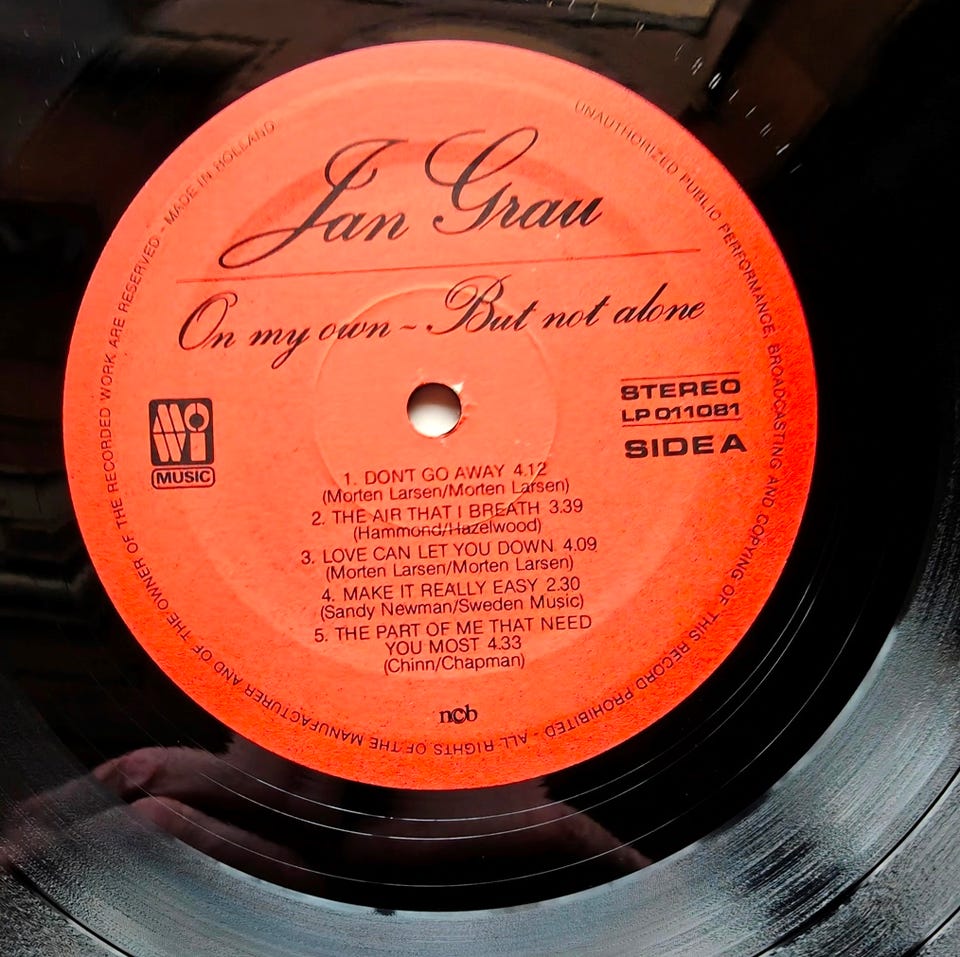 Jan Grau
On my own ~ But not alone
MOWI
MUSIC
STEREO
LP 011081
SIDE A
1. DON'T GO AWAY 4.12
(Morten Larsen/Morten Larsen)
2. THE AIR THAT I BREATH 3.39
(Hammond/Hazelwood)
3. LOVE CAN LET YOU DOWN 4.09
(Morten Larsen/Morten Larsen)
4. MAKE IT REALLY EASY 2.30
(Sandy Newman/Sweden Music)
5. THE PART OF ME THAT NEED
YOU MOST 4.33
(Chinn/Chapman)
ncb
UNAUTHORIZED PUBLIC PERFORMANCE, BROADCASTING AND COPYING OF THIS RECORD PROHIBITED - ALL RIGHTS OF THE MANUFACTURER AND OF THE OWNER OF THE RECORDED WORK ARE RESERVED - MADE IN HOLLAND